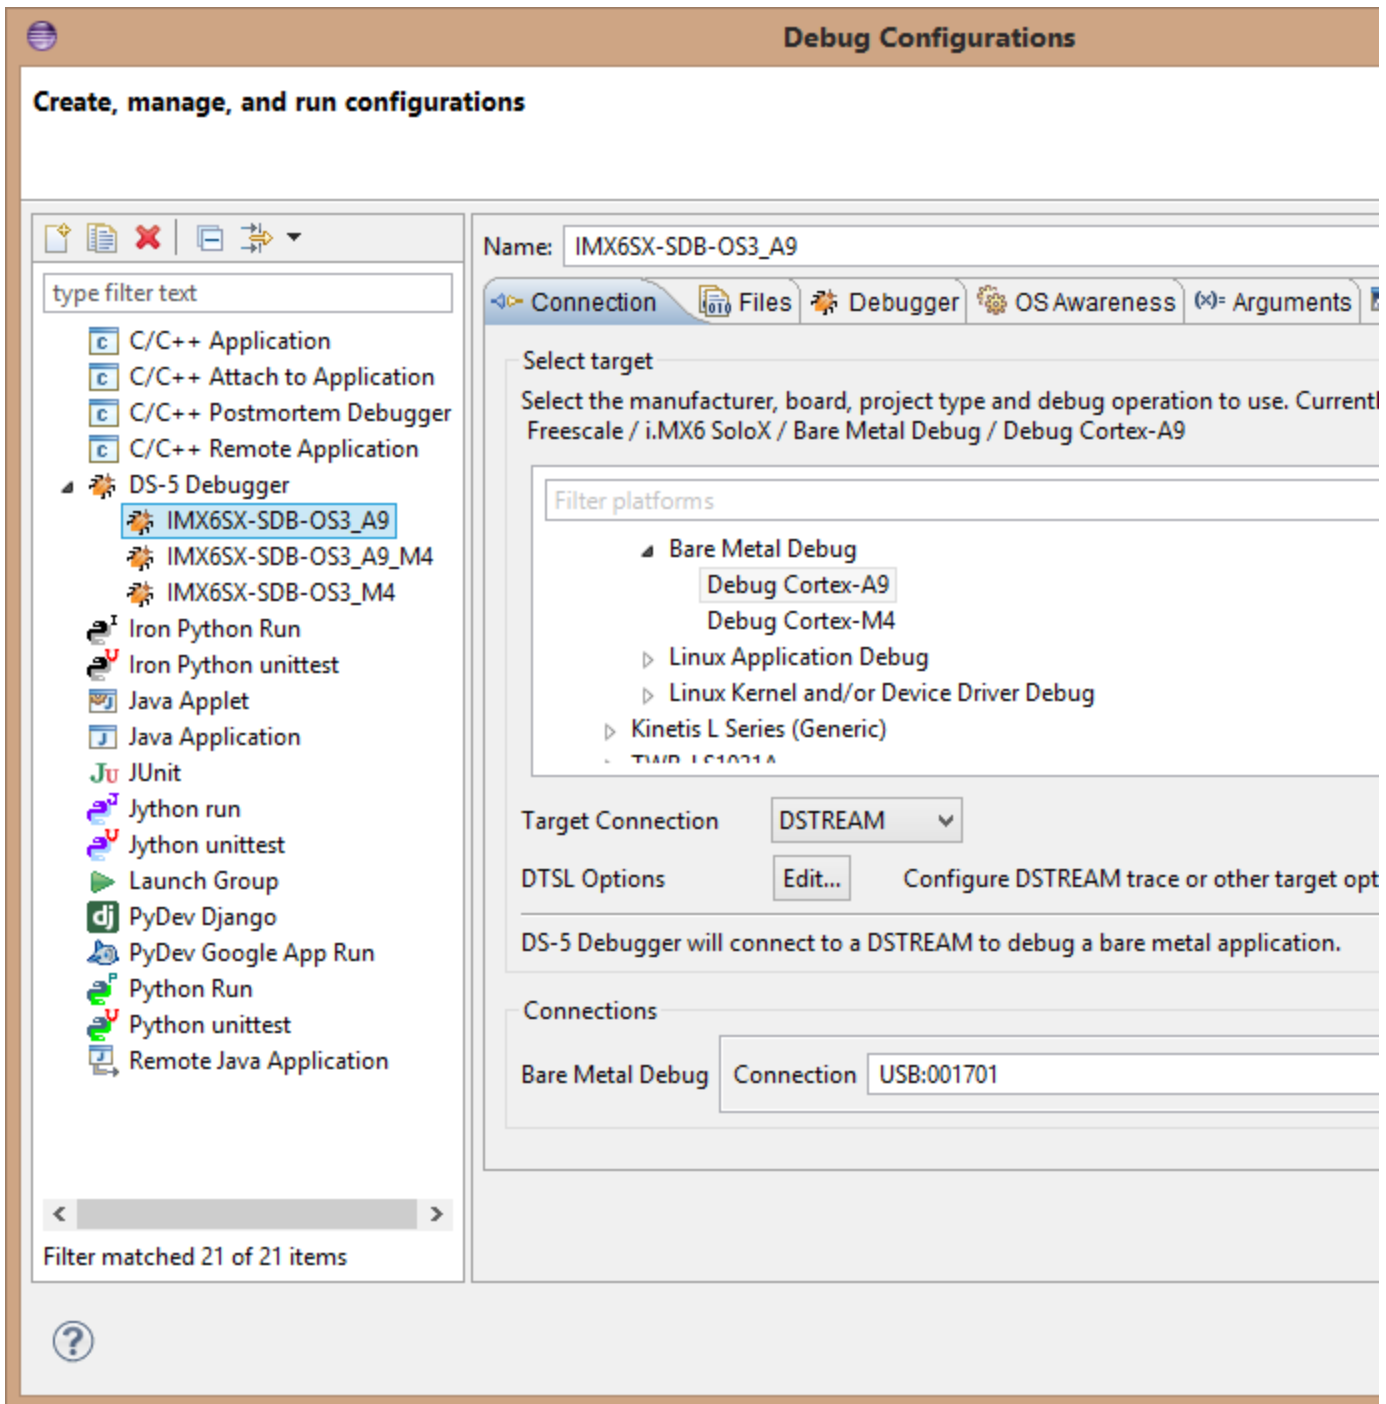 Debug Configurations
Create, manage, and run configurations
type filter text
C/C++ Application
C/C++ Attach to Application
C/C++ Postmortem Debugger
C/C++ Remote Application
DS-5 Debugger
IMX6SX-SDB-OS3_A9
IMX6SX-SDB-OS3_A9_M4
IMX6SX-SDB-OS3_M4
Iron Python Run
Iron Python unittest
Java Applet
Java Application
JUnit
Jython run
Jython unittest
Launch Group
PyDev Django
PyDev Google App Run
Python Run
Python unittest
Remote Java Application
Filter matched 21 of 21 items
Name: IMX6SX-SDB-OS3_A9
Connection Files Debugger OS Awareness (x)= Arguments
Select target
Select the manufacturer, board, project type and debug operation to use. Currentl
Freescale / i.MX6 SoloX / Bare Metal Debug / Debug Cortex-A9
Filter platforms
Bare Metal Debug
Debug Cortex-A9
Debug Cortex-M4
Linux Application Debug
Linux Kernel and/or Device Driver Debug
Kinetis L Series (Generic)
TWR-LS1021A
Target Connection DSTREAM
DTSL Options Edit... Configure DSTREAM trace or other target opt
DS-5 Debugger will connect to a DSTREAM to debug a bare metal application.
Connections
Bare Metal Debug Connection USB:001701